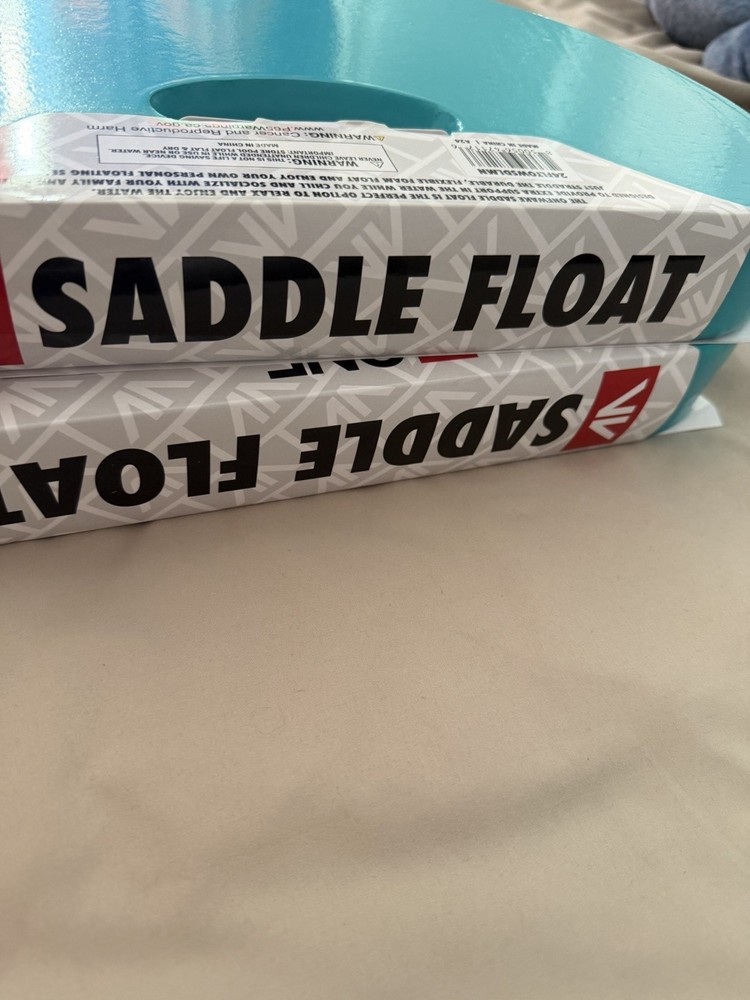 SADDLE FLOAT
THE ONEWAKE SADDLE FLOAT IS THE PERFECT OPTION TO RELAX AND ENJOY THE WATER.
JUST STRADDLE THE DURABLE, FLEXIBLE FOAM FLOAT AND ENJOY YOUR OWN PERSONAL FLOATING
DESIGNED TO PROVIDE EXTRA SUPPORT IN THE WATER WHILE YOU CHILL AND SOCIALIZE WITH YOUR FAMILY AND
WARNING: THIS IS NOT A LIFE SAVING DEVICE.
NEVER LEAVE CHILDREN UNATTENDED WHILE IN USE OR NEAR WATER.
IMPORTANT: STORE POOL FLOAT FLAT & DRY
MADE IN CHINA
WARNING: Cancer and Reproductive Harm
www.P65Warnings.ca.gov
MADE IN CHINA
SADDLE FLOAT
ONE